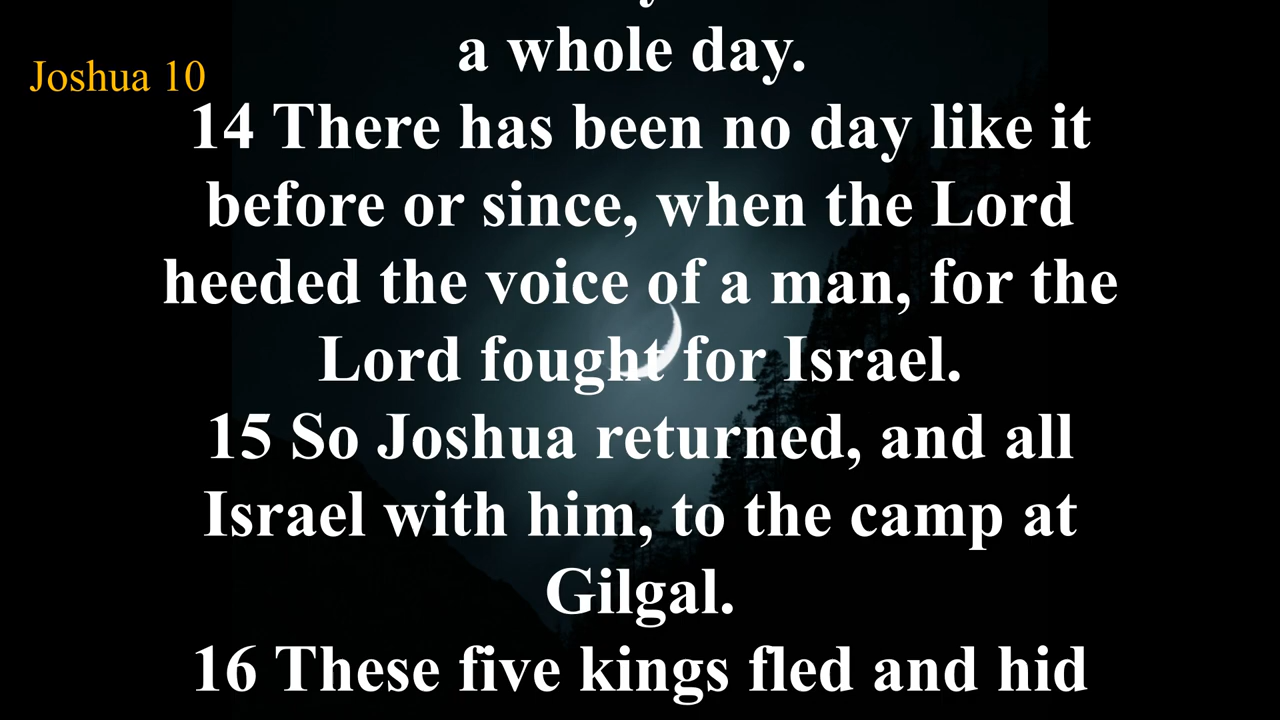 a whole day.
Joshua 10
14 There has been no day like it
before or since, when the Lord
heeded the voice of a man, for the
Lord fought for Israel.
15 So Joshua returned, and all
Israel with him, to the camp at
Gilgal.
16 These five kings fled and hid